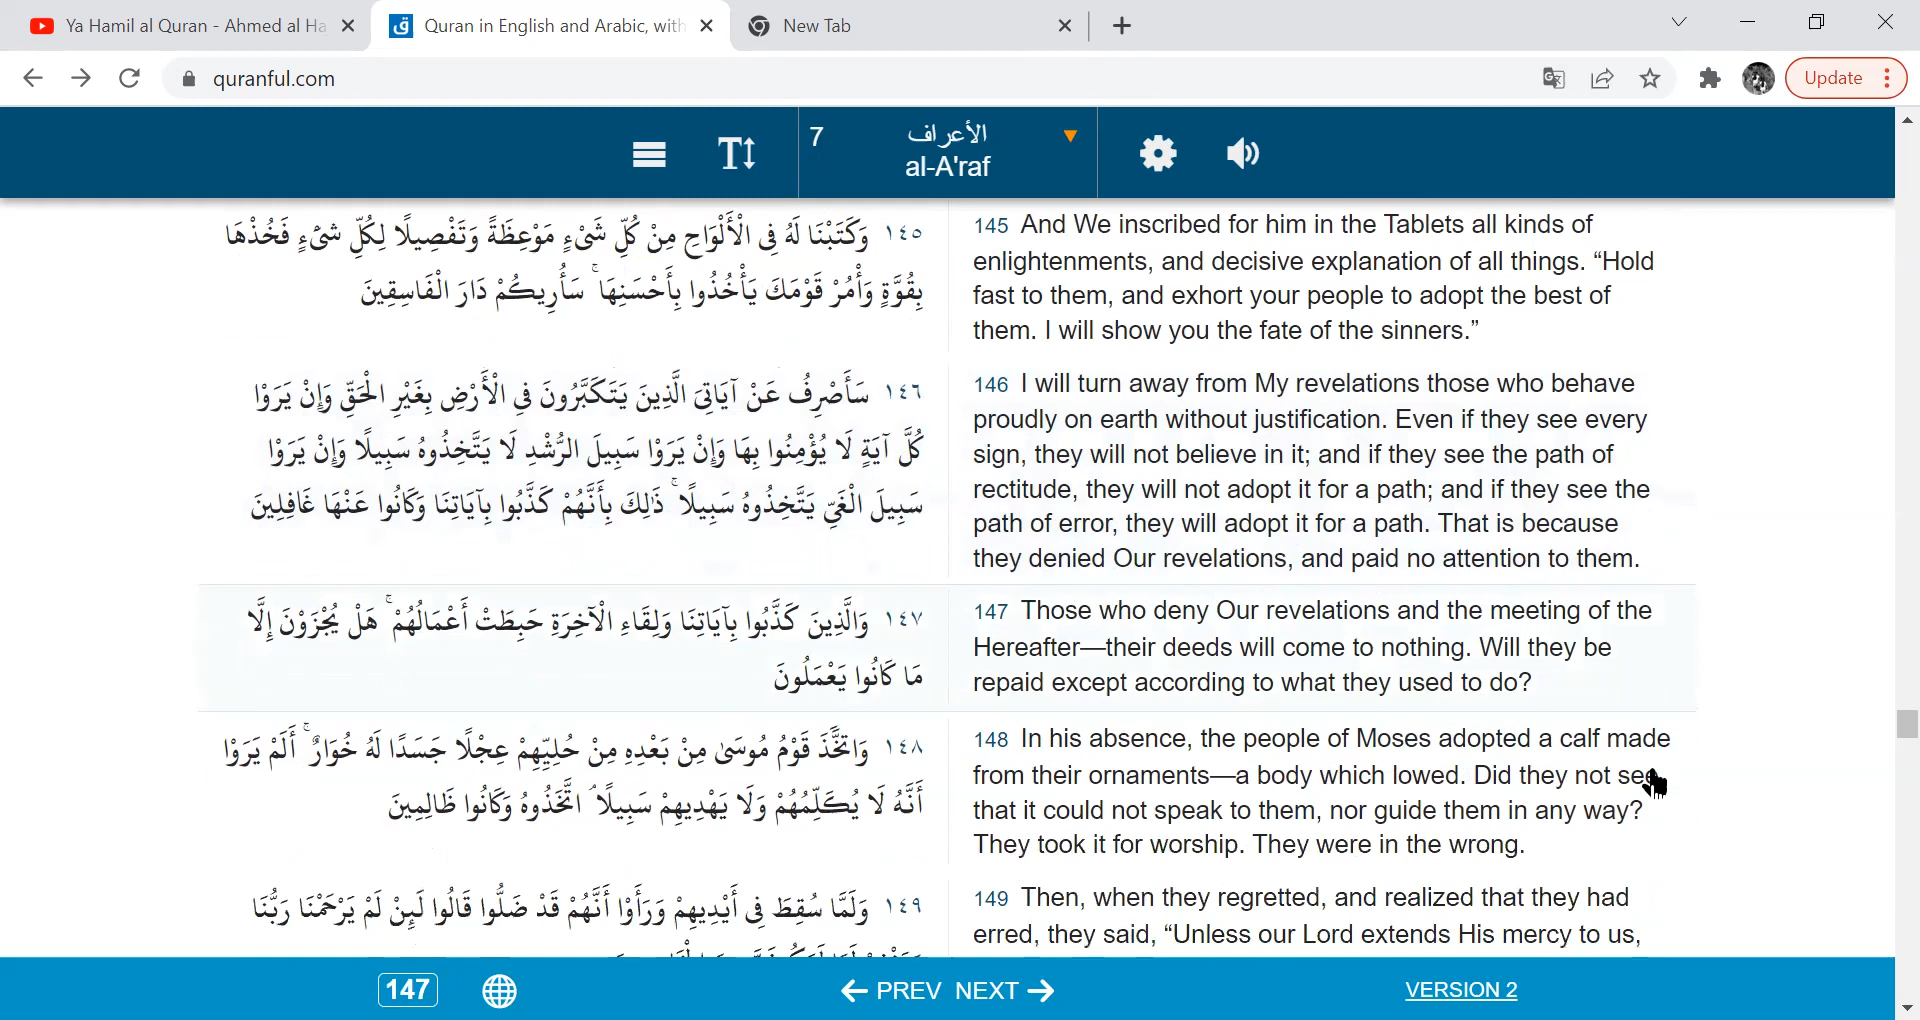 Ya Hamil al Quran - Ahmed al Ha
Quran in English and Arabic, with
New Tab
quranful.com
Update
7
الأعراف
al-A'raf
١٤٥ وَكَتَبْنَا لَهُ فِي الْأَلْوَاحِ مِنْ كُلِّ شَيْءٍ مَوْعِظَةً وَتَفْصِيلًا لِكُلِّ شَيْءٍ فَخُذْهَا
بِقُوَّةٍ وَأْمُرْ قَوْمَكَ يَأْخُذُوا بِأَحْسَنِهَا ۚ سَأُرِيكُمْ دَارَ الْفَاسِقِينَ
145 And We inscribed for him in the Tablets all kinds of
enlightenments, and decisive explanation of all things. “Hold
fast to them, and exhort your people to adopt the best of
them. I will show you the fate of the sinners.”
١٤٦ سَأَصْرِفُ عَنْ آيَاتِيَ الَّذِينَ يَتَكَبَّرُونَ فِي الْأَرْضِ بِغَيْرِ الْحَقِّ وَإِنْ يَرَوْا
كُلَّ آيَةٍ لَا يُؤْمِنُوا بِهَا وَإِنْ يَرَوْا سَبِيلَ الرُّشْدِ لَا يَتَّخِذُوهُ سَبِيلًا وَإِنْ يَرَوْا
سَبِيلَ الْغَيِّ يَتَّخِذُوهُ سَبِيلًا ۚ ذَٰلِكَ بِأَنَّهُمْ كَذَّبُوا بِآيَاتِنَا وَكَانُوا عَنْهَا غَافِلِينَ
146 I will turn away from My revelations those who behave
proudly on earth without justification. Even if they see every
sign, they will not believe in it; and if they see the path of
rectitude, they will not adopt it for a path; and if they see the
path of error, they will adopt it for a path. That is because
they denied Our revelations, and paid no attention to them.
١٤٧ وَالَّذِينَ كَذَّبُوا بِآيَاتِنَا وَلِقَاءِ الْآخِرَةِ حَبِطَتْ أَعْمَالُهُمْ ۚ هَلْ يُجْزَوْنَ إِلَّا
مَا كَانُوا يَعْمَلُونَ
147 Those who deny Our revelations and the meeting of the
Hereafter—their deeds will come to nothing. Will they be
repaid except according to what they used to do?
١٤٨ وَاتَّخَذَ قَوْمُ مُوسَىٰ مِنْ بَعْدِهِ مِنْ حُلِيِّهِمْ عِجْلًا جَسَدًا لَهُ خُوَارٌ ۚ أَلَمْ يَرَوْا
أَنَّهُ لَا يُكَلِّمُهُمْ وَلَا يَهْدِيهِمْ سَبِيلًا ۘ اتَّخَذُوهُ وَكَانُوا ظَالِمِينَ
148 In his absence, the people of Moses adopted a calf made
from their ornaments—a body which lowed. Did they not see
that it could not speak to them, nor guide them in any way?
They took it for worship. They were in the wrong.
١٤٩ وَلَمَّا سُقِطَ فِي أَيْدِيهِمْ وَرَأَوْا أَنَّهُمْ قَدْ ضَلُّوا قَالُوا لَئِنْ لَمْ يَرْحَمْنَا رَبُّنَا
149 Then, when they regretted, and realized that they had
erred, they said, “Unless our Lord extends His mercy to us,
147
PREV NEXT
VERSION 2